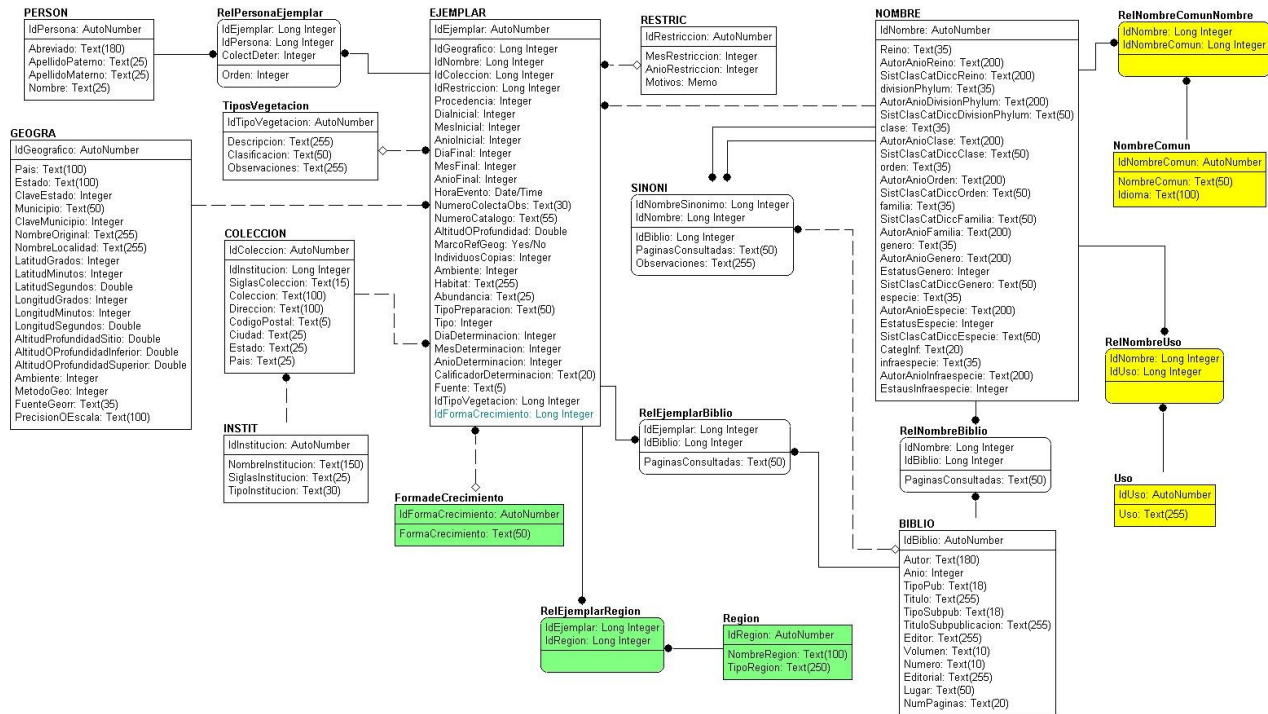 PERSON
IdPersona: AutoNumber
Abreviado: Text(180)
ApellidoPaterno: Text(25)
ApellidoMaterno: Text(25)
Nombre: Text(25)
RelPersonaEjemplar
IdEjemplar: Long Integer
IdPersona: Long Integer
ColectDeter: Integer
Orden: Integer
EJEMPLAR
IdEjemplar: AutoNumber
IdGeografico: Long Integer
IdNombre: Long Integer
IdColeccion: Long Integer
IdRestriccion: Long Integer
Procedencia: Integer
DiaInicial: Integer
MesInicial: Integer
AnioInicial: Integer
DiaFinal: Integer
MesFinal: Integer
AnioFinal: Integer
HoraEvento: Date/Time
NumeroColectaObs: Text(30)
NumeroCatalogo: Text(55)
AltitudOProfundidad: Double
MarcoRefGeog: Yes/No
IndividuosCopias: Integer
Ambiente: Integer
Habitat: Text(255)
Abundancia: Text(25)
TipoPreparacion: Text(50)
Tipo: Integer
DiaDeterminacion: Integer
MesDeterminacion: Integer
AnioDeterminacion: Integer
CalificadorDeterminacion: Text(20)
Fuente: Text(5)
IdTipoVegetacion: Long Integer
IdFormaCrecimiento: Long Integer
RESTRIC
IdRestriccion: AutoNumber
MesRestriccion: Integer
AnioRestriccion: Integer
Motivos: Memo
NOMBRE
IdNombre: AutoNumber
Reino: Text(35)
AutorAnioReino: Text(200)
SistClasCatDiccReino: Text(200)
divisionPhylum: Text(35)
AutorAnioDivisionPhylum: Text(200)
SistClasCatDiccDivisionPhylum: Text(50)
clase: Text(35)
AutorAnioClase: Text(200)
SistClasCatDiccClase: Text(50)
orden: Text(35)
AutorAnioOrden: Text(200)
SistClasCatDiccOrden: Text(50)
familia: Text(35)
SistClasCatDiccFamilia: Text(50)
AutorAnioFamilia: Text(200)
genero: Text(35)
AutorAnioGenero: Text(200)
EstatusGenero: Integer
SistClasCatDiccGenero: Text(50)
especie: Text(35)
AutorAnioEspecie: Text(200)
EstatusEspecie: Integer
SistClasCatDiccEspecie: Text(50)
CategInf: Text(20)
infraespecie: Text(35)
AutorAnioInfraespecie: Text(200)
EstausInfraespecie: Integer
RelNombreComunNombre
IdNombre: Long Integer
IdNombreComun: Long Integer
NombreComun
IdNombreComun: AutoNumber
NombreComun: Text(50)
Idioma: Text(100)
TiposVegetacion
IdTipoVegetacion: AutoNumber
Descripcion: Text(255)
Clasificacion: Text(50)
Observaciones: Text(255)
GEOGRA
IdGeografico: AutoNumber
Pais: Text(100)
Estado: Text(100)
ClaveEstado: Integer
Municipio: Text(50)
ClaveMunicipio: Integer
NombreOriginal: Text(255)
NombreLocalidad: Text(255)
LatitudGrados: Integer
LatitudMinutos: Integer
LatitudSegundos: Double
LongitudGrados: Integer
LongitudMinutos: Integer
LongitudSegundos: Double
AltitudProfundidadSitio: Double
AltitudOProfundidadInferior: Double
AltitudOProfundidadSuperior: Double
Ambiente: Integer
MetodoGeo: Integer
FuenteGeorr: Text(35)
PrecisionOEscala: Text(100)
COLECCION
IdColeccion: AutoNumber
IdInstitucion: Long Integer
SiglasColeccion: Text(15)
Coleccion: Text(100)
Direccion: Text(100)
CodigoPostal: Text(5)
Ciudad: Text(25)
Estado: Text(25)
Pais: Text(25)
INSTIT
IdInstitucion: AutoNumber
NombreInstitucion: Text(150)
SiglasInstitucion: Text(25)
TipoInstitucion: Text(30)
SINONI
IdNombreSinonimo: Long Integer
IdNombre: Long Integer
IdBiblio: Long Integer
PaginasConsultadas: Text(50)
Observaciones: Text(255)
RelNombreUso
IdNombre: Long Integer
IdUso: Long Integer
Uso
IdUso: AutoNumber
Uso: Text(255)
RelEjemplarBiblio
IdEjemplar: Long Integer
IdBiblio: Long Integer
PaginasConsultadas: Text(50)
RelNombreBiblio
IdNombre: Long Integer
IdBiblio: Long Integer
PaginasConsultadas: Text(50)
FormadeCrecimiento
IdFormaCrecimiento: AutoNumber
FormaCrecimiento: Text(50)
BIBLIO
IdBiblio: AutoNumber
Autor: Text(180)
Anio: Integer
TipoPub: Text(18)
Titulo: Text(255)
TipoSubpub: Text(18)
TituloSubpublicacion: Text(255)
Editor: Text(255)
Volumen: Text(10)
Numero: Text(10)
Editorial: Text(255)
Lugar: Text(50)
NumPaginas: Text(20)
RelEjemplarRegion
IdEjemplar: Long Integer
IdRegion: Long Integer
Region
IdRegion: AutoNumber
NombreRegion: Text(100)
TipoRegion: Text(250)